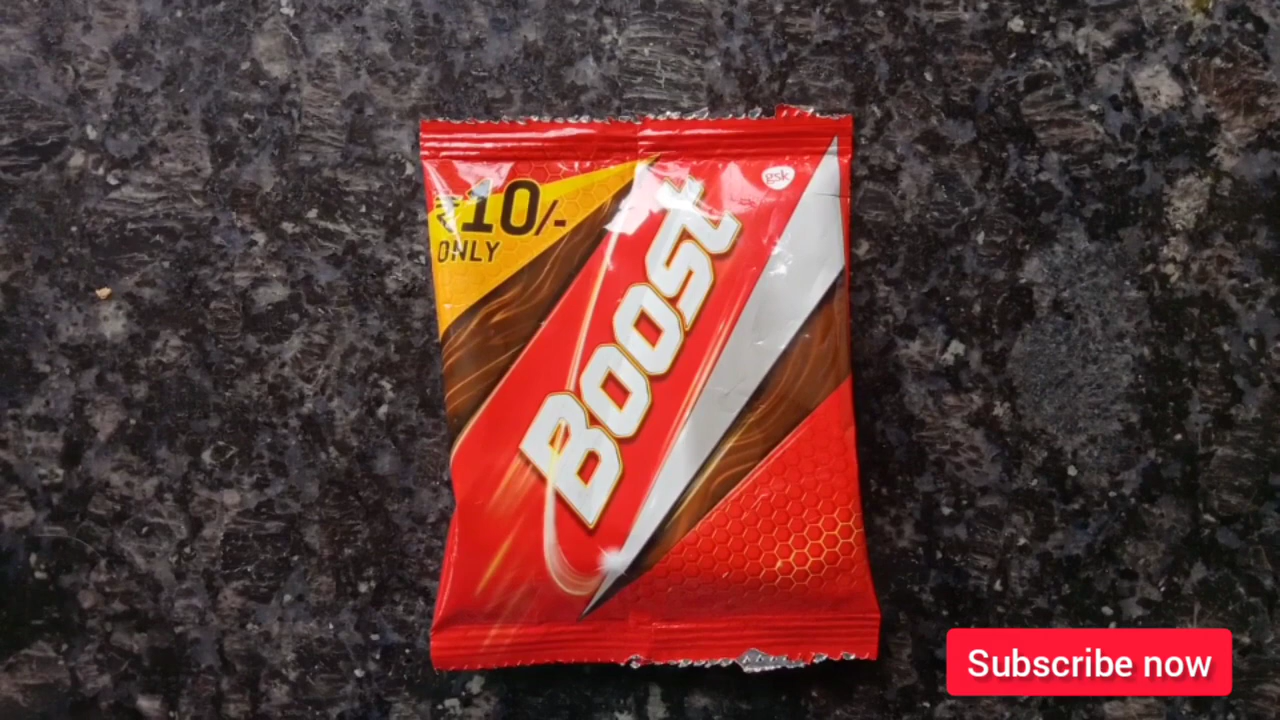 ₹10/-
ONLY
gsk
Boost
Subscribe now